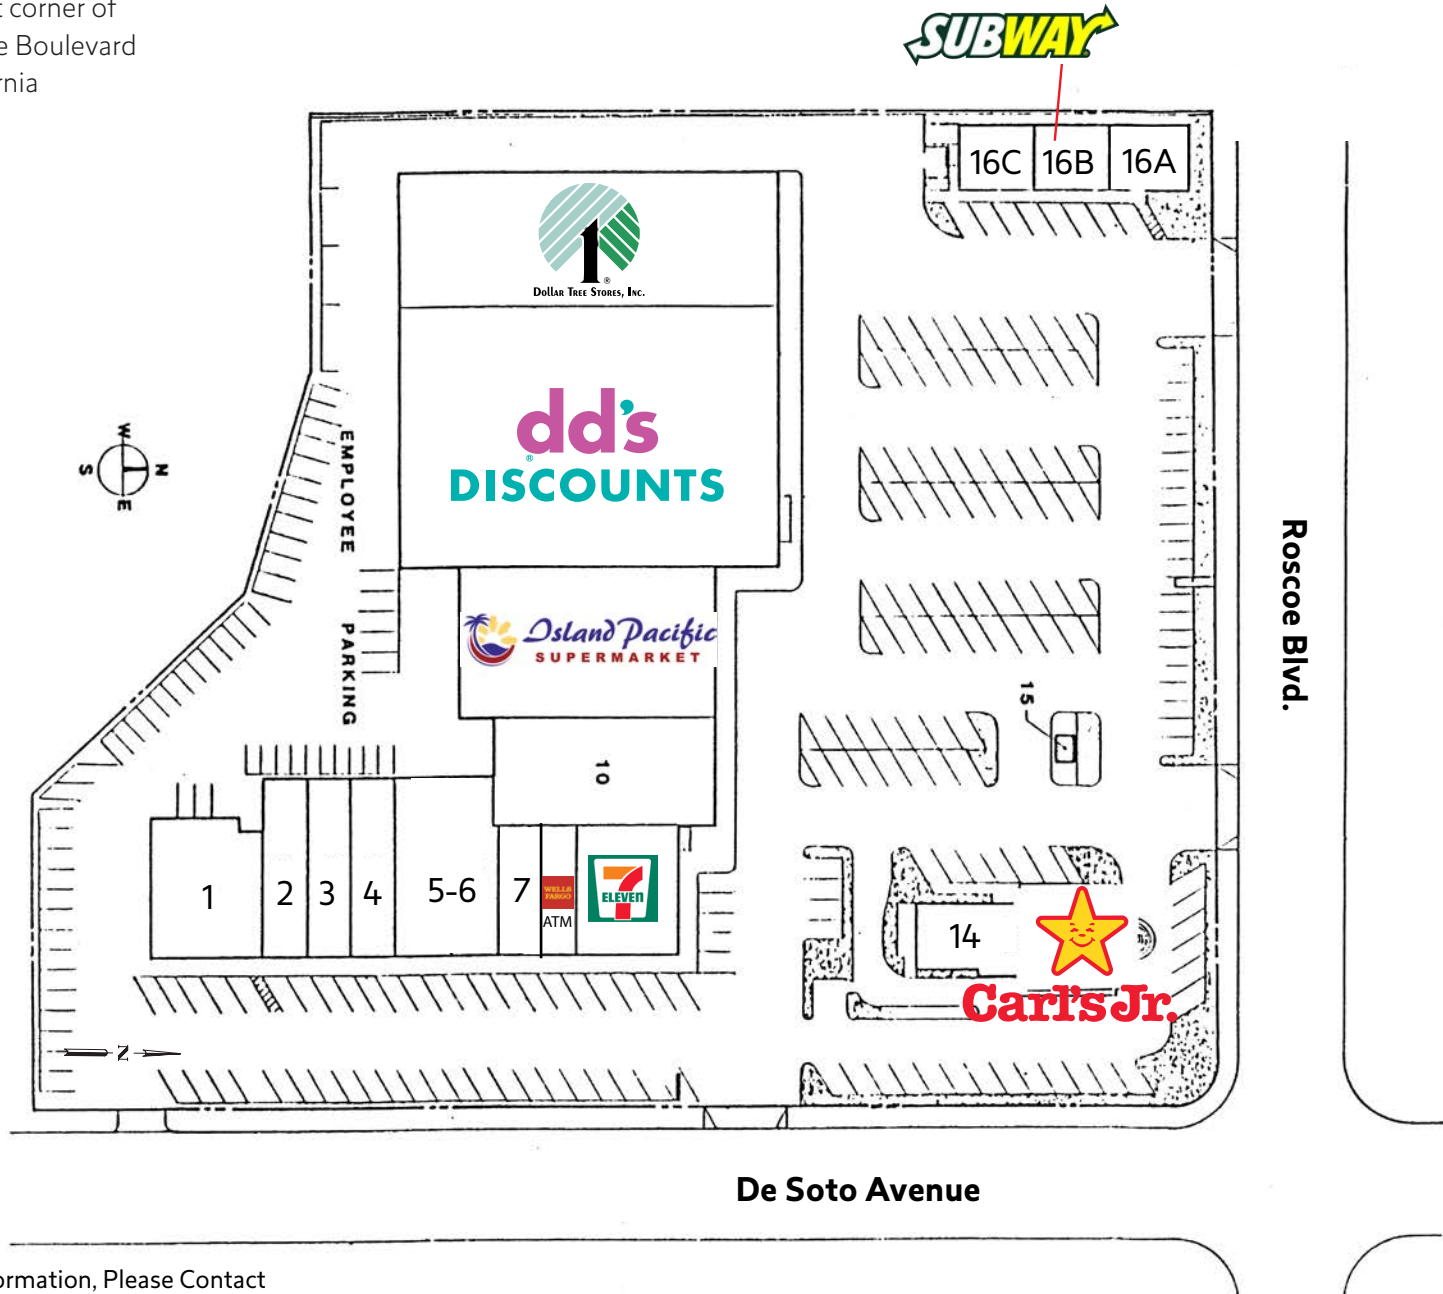 corner of
Boulevard
SUBWAY
16C 16B 16A
1
®
Dollar Tree Stores, Inc.
dd's
®
DISCOUNTS
W
S N
E
EMPLOYEE PARKING
Island Pacific
SUPERMARKET
15
Roscoe Blvd.
10
1 2 3 4 5-6 7
WELLS
FARGO
ATM
7
ELEVEN
14
Carl's Jr.
N
De Soto Avenue
, Please Contact